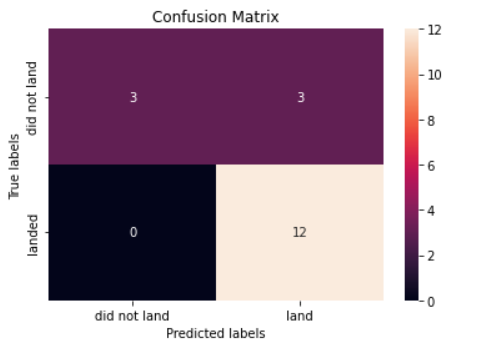 Confusion Matrix
12
10
8
6
4
2
0
True labels
did not land
3
3
landed
0
12
did not land
land
Predicted labels